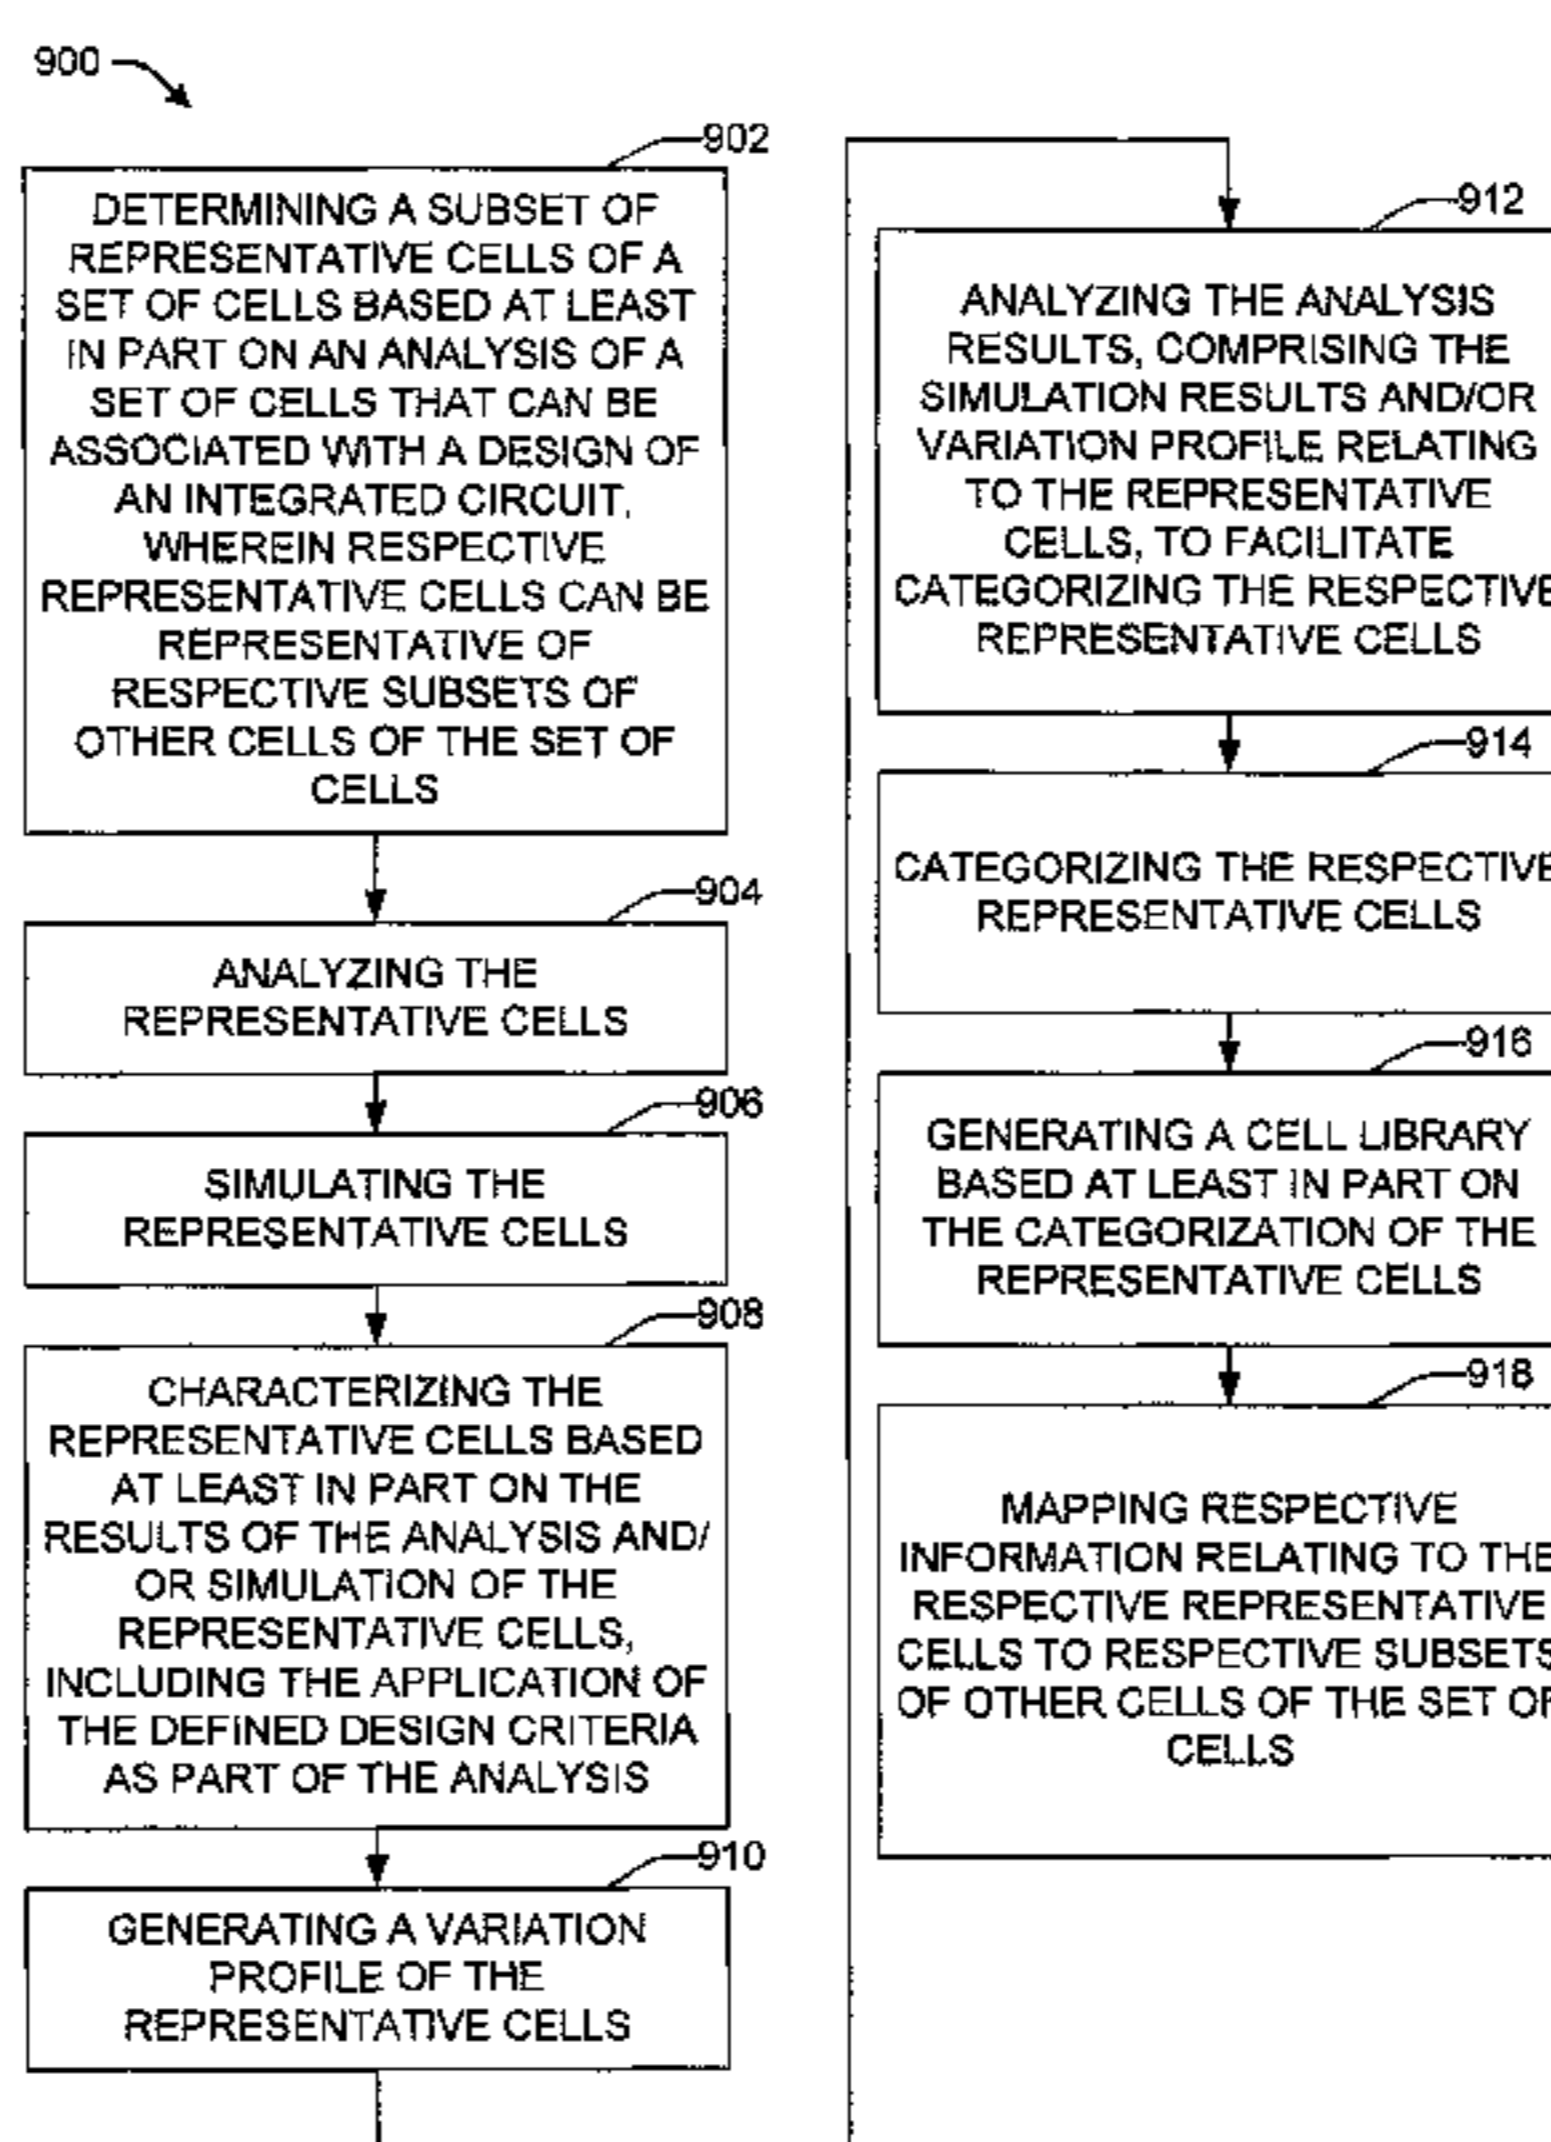 900
902
DETERMINING A SUBSET OF
REPRESENTATIVE CELLS OF A
SET OF CELLS BASED AT LEAST
IN PART ON AN ANALYSIS OF A
SET OF CELLS THAT CAN BE
ASSOCIATED WITH A DESIGN OF
AN INTEGRATED CIRCUIT,
WHEREIN RESPECTIVE
REPRESENTATIVE CELLS CAN BE
REPRESENTATIVE OF
RESPECTIVE SUBSETS OF
OTHER CELLS OF THE SET OF
CELLS
904
ANALYZING THE
REPRESENTATIVE CELLS
906
SIMULATING THE
REPRESENTATIVE CELLS
908
CHARACTERIZING THE
REPRESENTATIVE CELLS BASED
AT LEAST IN PART ON THE
RESULTS OF THE ANALYSIS AND/
OR SIMULATION OF THE
REPRESENTATIVE CELLS,
INCLUDING THE APPLICATION OF
THE DEFINED DESIGN CRITERIA
AS PART OF THE ANALYSIS
910
GENERATING A VARIATION
PROFILE OF THE
REPRESENTATIVE CELLS
912
ANALYZING THE ANALYSIS
RESULTS, COMPRISING THE
SIMULATION RESULTS AND/OR
VARIATION PROFILE RELATING
TO THE REPRESENTATIVE
CELLS, TO FACILITATE
CATEGORIZING THE RESPECTIVE
REPRESENTATIVE CELLS
914
CATEGORIZING THE RESPECTIVE
REPRESENTATIVE CELLS
916
GENERATING A CELL LIBRARY
BASED AT LEAST IN PART ON
THE CATEGORIZATION OF THE
REPRESENTATIVE CELLS
918
MAPPING RESPECTIVE
INFORMATION RELATING TO THE
RESPECTIVE REPRESENTATIVE
CELLS TO RESPECTIVE SUBSETS
OF OTHER CELLS OF THE SET OF
CELLS